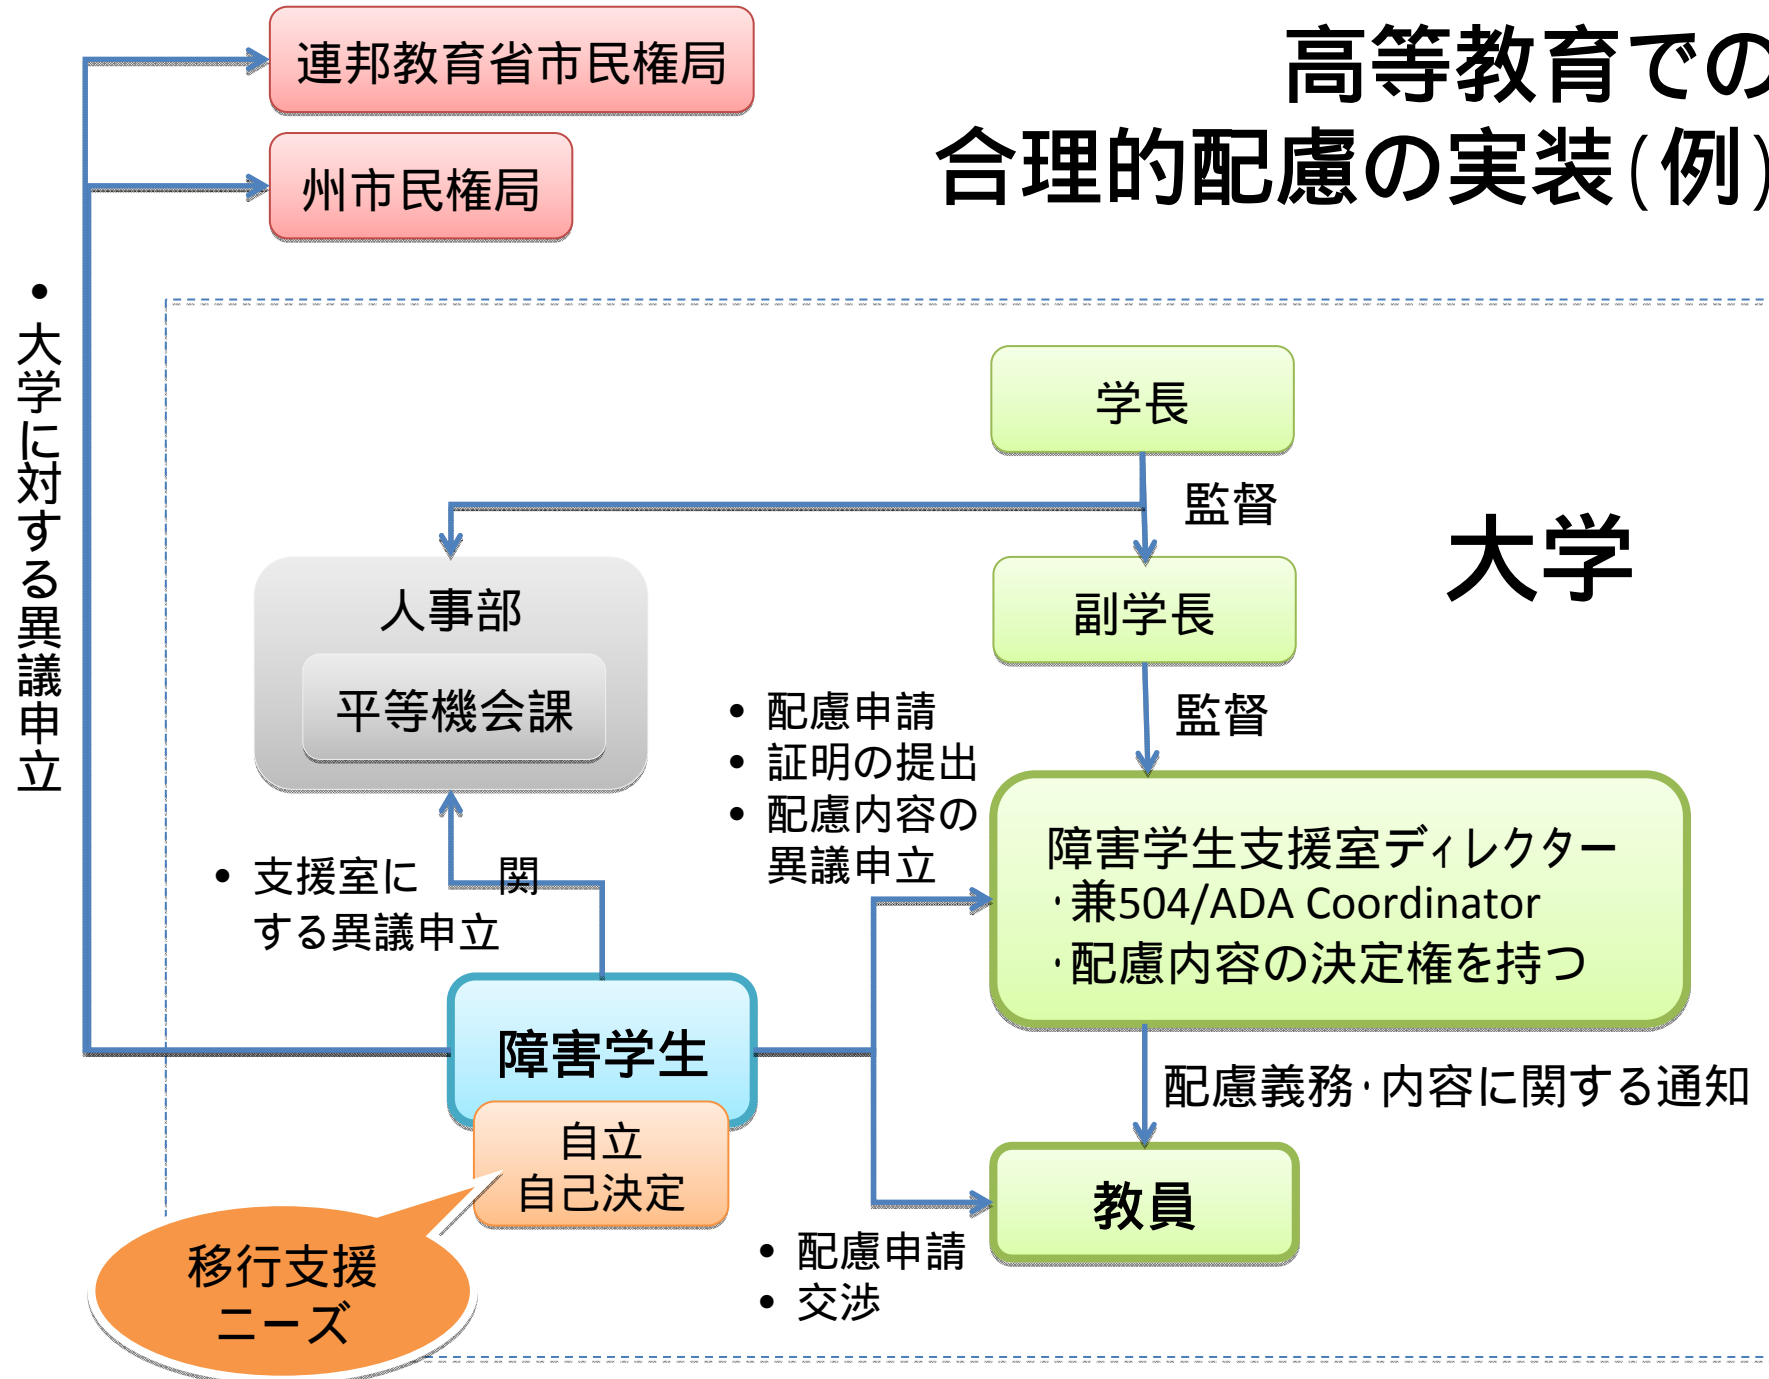 高等教育での
合理的配慮の実装(例)
連邦教育省市民権局
州市民権局
• 大学に対する異議申立
学長
監督
大学
人事部
平等機会課
副学長
監督
• 配慮申請
• 証明の提出
• 配慮内容の
異議申立
障害学生支援室ディレクター
・兼504/ADA Coordinator
・配慮内容の決定権を持つ
• 支援室に 関
する異議申立
障害学生
自立
自己決定
配慮義務・内容に関する通知
教員
• 配慮申請
• 交渉
移行支援
ニーズ